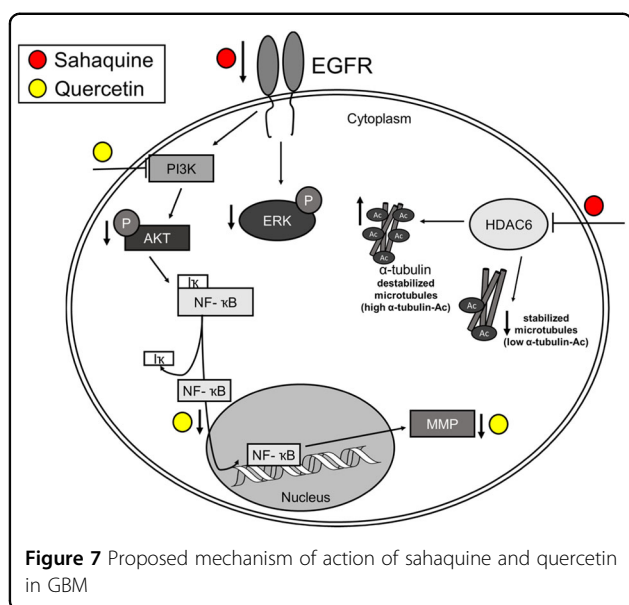 Sahaquine
Quercetin
EGFR
Cytoplasm
PI3K
P
AKT
P
ERK
Iκ
NF- κB
Iκ
NF- κB
NF- κB
Nucleus
MMP
HDAC6
Ac
Ac
Ac
Ac
Ac
α-tubulin
destabilized
microtubules
(high α-tubulin-Ac)
Ac
Ac
stabilized
microtubules
(low α-tubulin-Ac)
Figure 7 Proposed mechanism of action of sahaquine and quercetin
in GBM